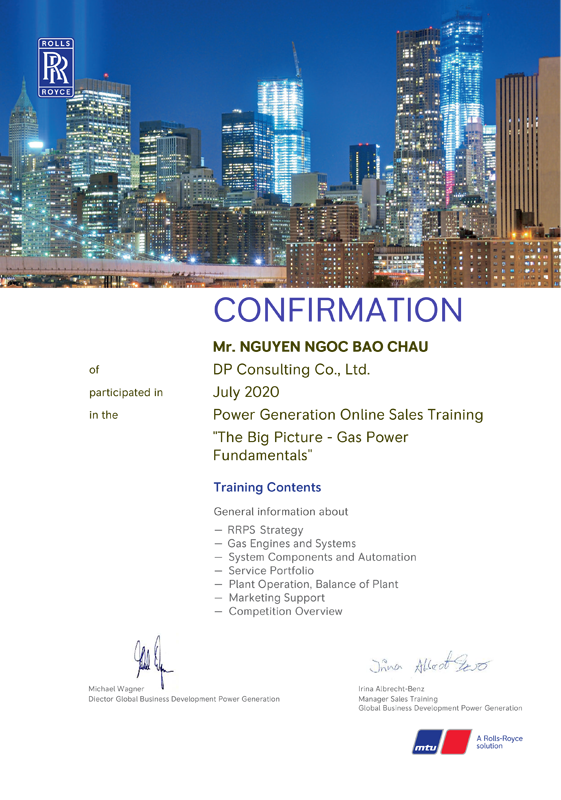 ROLLS
RR
ROYCE
CONFIRMATION
Mr. NGUYEN NGOC BAO CHAU
of DP Consulting Co., Ltd.
participated in July 2020
in the Power Generation Online Sales Training
"The Big Picture - Gas Power
Fundamentals"
Training Contents
General information about
— RRPS Strategy
— Gas Engines and Systems
— System Components and Automation
— Service Portfolio
— Plant Operation, Balance of Plant
— Marketing Support
— Competition Overview
Michael Wagner
Diector Global Business Development Power Generation
Irina Albrecht-Benz
Manager Sales Training
Global Business Development Power Generation
mtu
A Rolls-Royce
solution